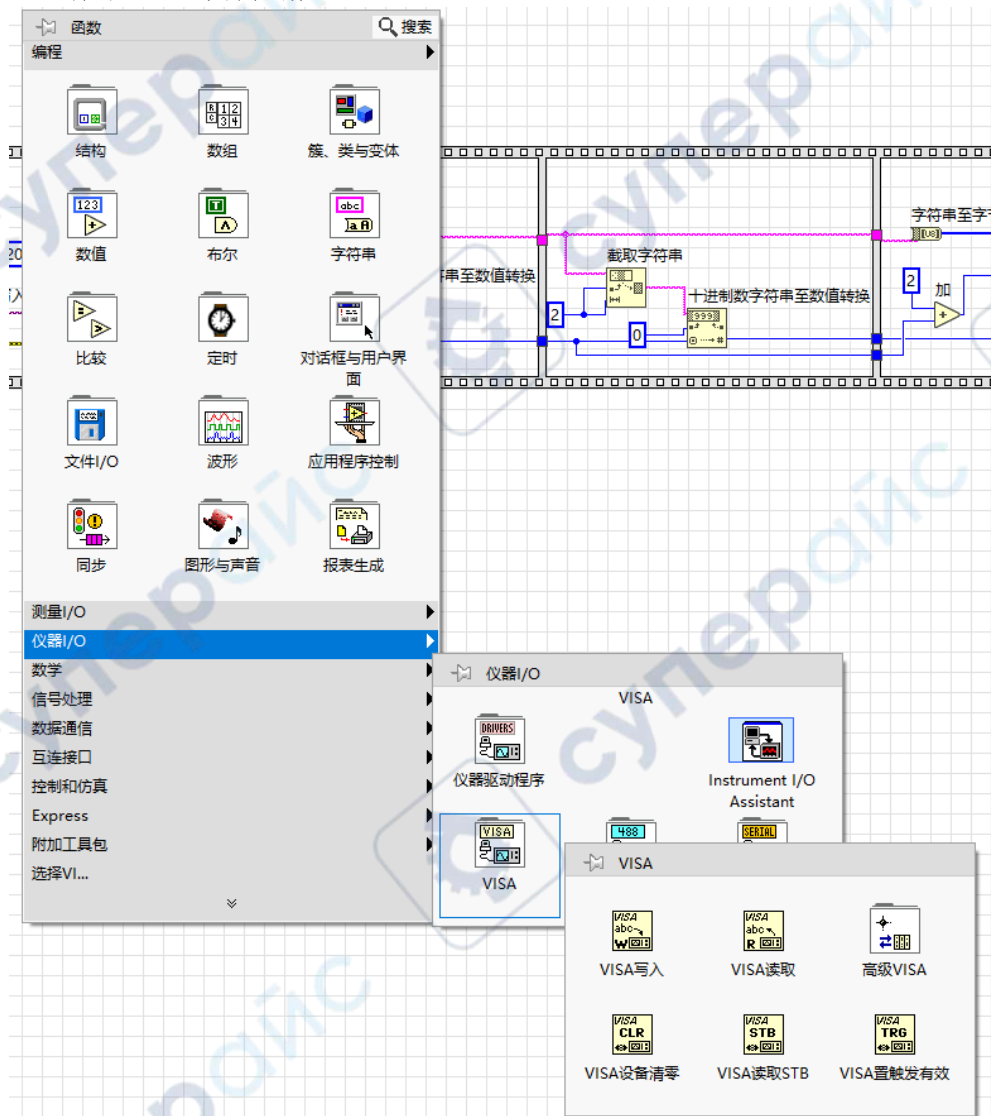 函数
搜索
编程
结构
数组
簇、类与变体
数值
布尔
字符串
比较
定时
对话框与用户界
面
文件I/O
波形
应用程序控制
同步
图形与声音
报表生成
测量I/O
仪器I/O
数学
信号处理
数据通信
互连接口
控制和仿真
Express
附加工具包
选择VI...
串至数值转换
截取字符串
2
十进制数字符串至数值转换
0
字符串至字
2
加
仪器I/O
VISA
仪器驱动程序
Instrument I/O
Assistant
VISA
VISA
VISA写入
VISA读取
高级VISA
VISA设备清零
VISA读取STB
VISA置触发有效
суперайс